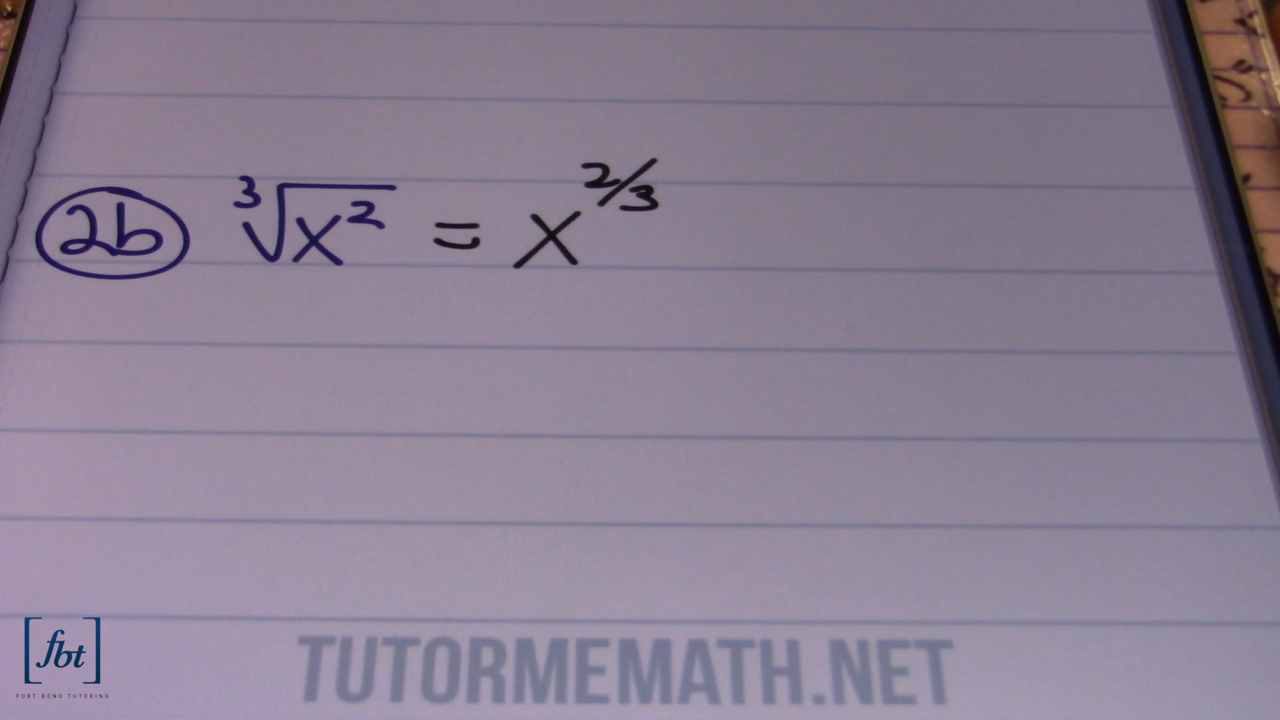 2b ∛x² = x^(2/3)
[fbt]
FORT BEND TUTORING
TUTORMEMATH.NET